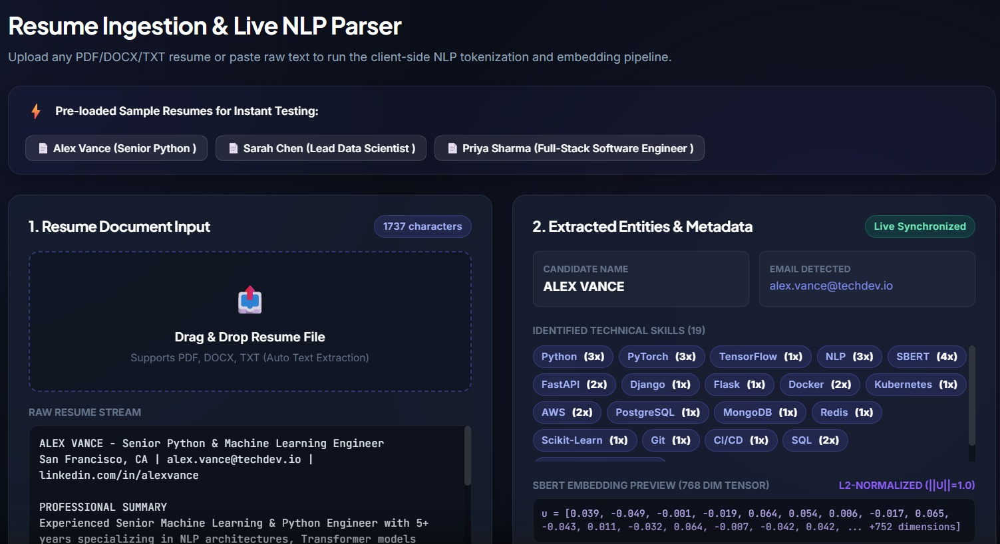 Resume Ingestion & Live NLP Parser
Upload any PDF/DOCX/TXT resume or paste raw text to run the client-side NLP tokenization and embedding pipeline.
Pre-loaded Sample Resumes for Instant Testing:
Alex Vance (Senior Python )
Sarah Chen (Lead Data Scientist )
Priya Sharma (Full-Stack Software Engineer )
1. Resume Document Input
1737 characters
Drag & Drop Resume File
Supports PDF, DOCX, TXT (Auto Text Extraction)
RAW RESUME STREAM
ALEX VANCE - Senior Python & Machine Learning Engineer
San Francisco, CA | alex.vance@techdev.io |
linkedin.com/in/alexvance
PROFESSIONAL SUMMARY
Experienced Senior Machine Learning & Python Engineer with 5+
years specializing in NLP architectures, Transformer models
2. Extracted Entities & Metadata
Live Synchronized
CANDIDATE NAME
ALEX VANCE
EMAIL DETECTED
alex.vance@techdev.io
IDENTIFIED TECHNICAL SKILLS (19)
Python (3x) PyTorch (3x) TensorFlow (1x) NLP (3x) SBERT (4x)
FastAPI (2x) Django (1x) Flask (1x) Docker (2x) Kubernetes (1x)
AWS (2x) PostgreSQL (1x) MongoDB (1x) Redis (1x)
Scikit-Learn (1x) Git (1x) CI/CD (1x) SQL (2x)
SBERT EMBEDDING PREVIEW (768 DIM TENSOR)
L2-NORMALIZED (||U||=1.0)
u = [0.039, -0.049, -0.001, -0.019, 0.064, 0.054, 0.006, -0.017, 0.065,
-0.043, 0.011, -0.032, 0.064, -0.007, -0.042, 0.042, ... +752 dimensions]